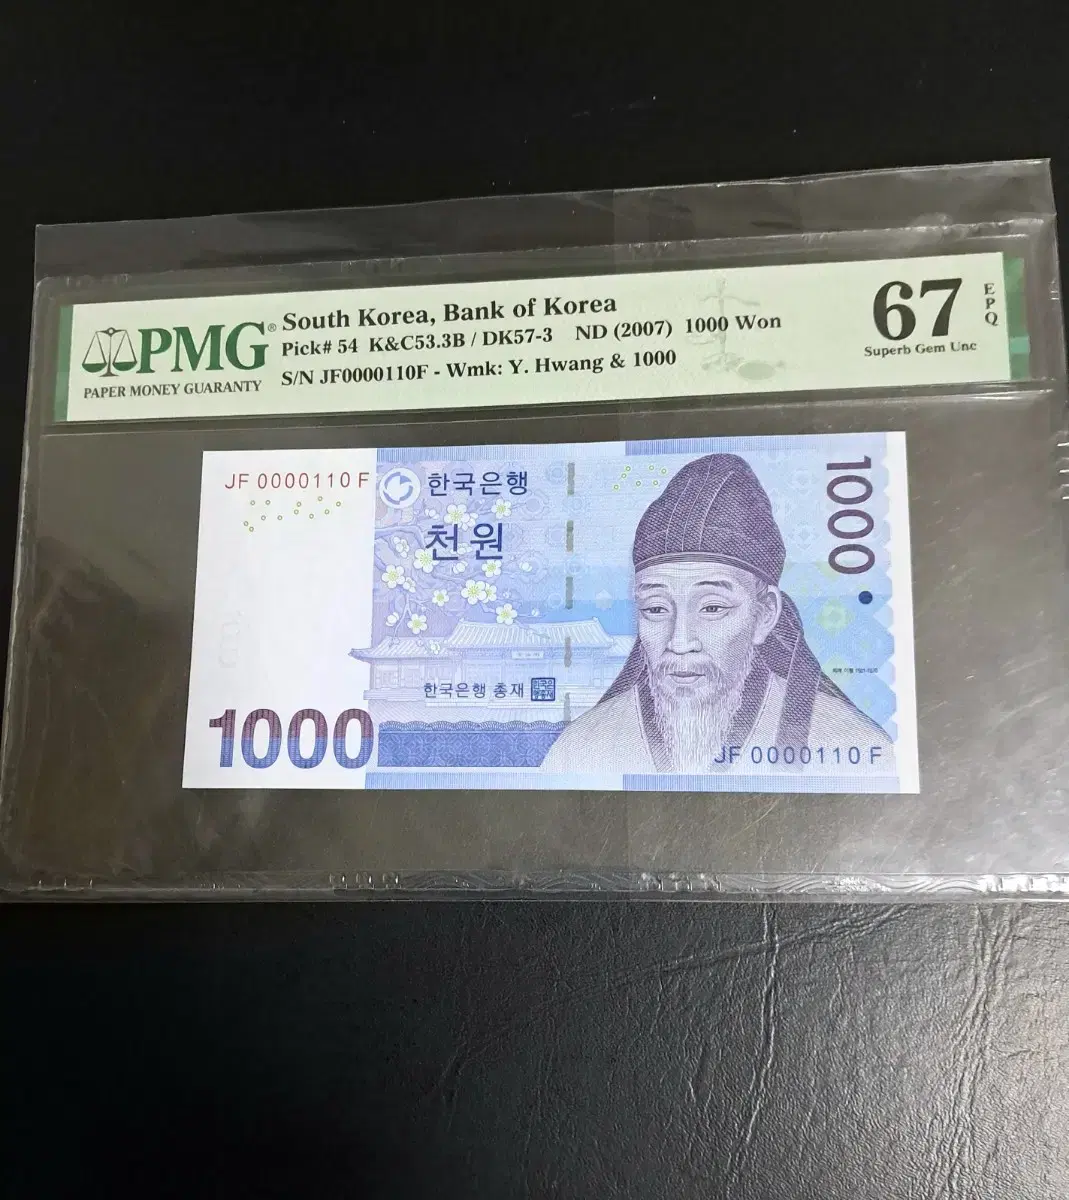 PMG®
PAPER MONEY GUARANTY
South Korea, Bank of Korea
Pick# 54 K&C53.3B / DK57-3 ND (2007) 1000 Won
S/N JF0000110F - Wmk: Y. Hwang & 1000
67
EPQ
Superb Gem Unc
JF 0000110 F
한국은행
천원
1000
한국은행 총재
1000
JF 0000110 F